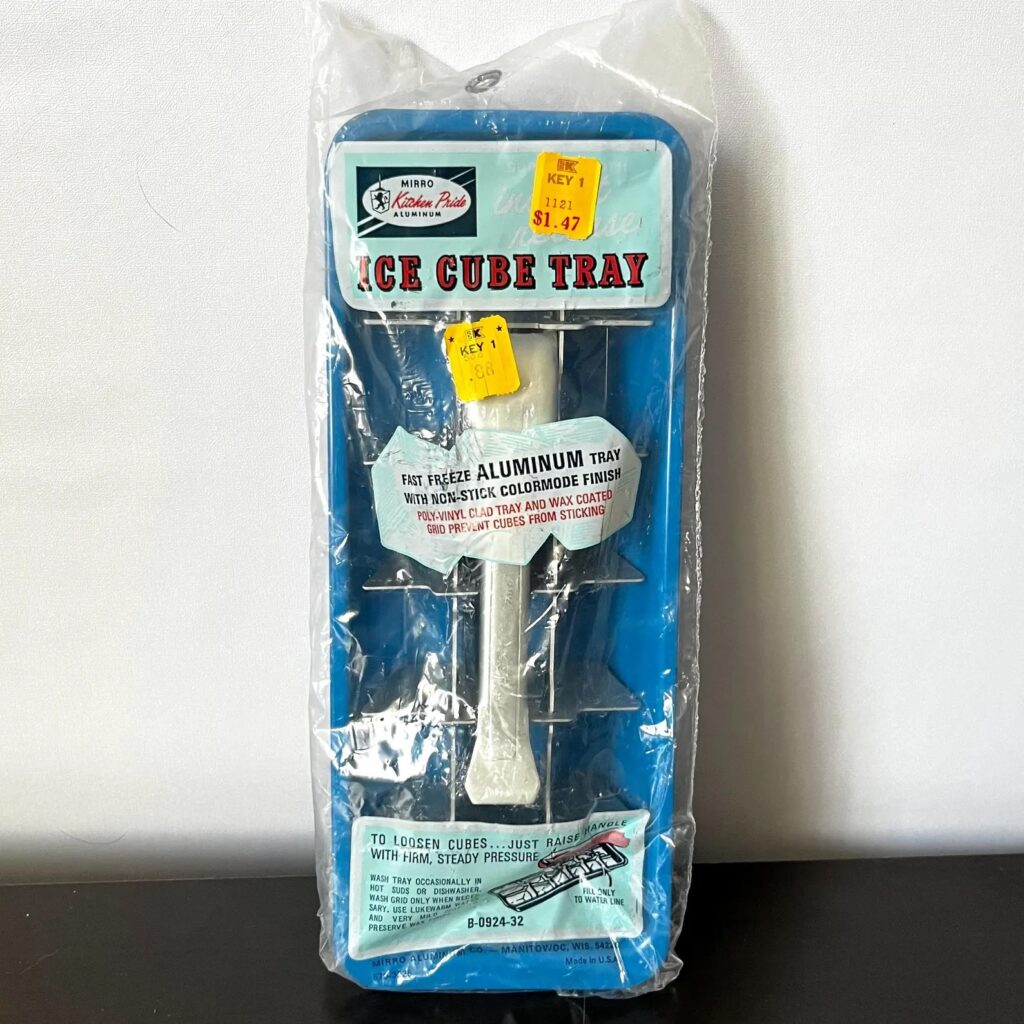 MIRRO
Kitchen Pride
ALUMINUM
K
KEY 1
1121
$1.47
ICE CUBE TRAY
K
KEY 1
.88
FAST FREEZE ALUMINUM TRAY
WITH NON-STICK COLORMODE FINISH
POLY-VINYL CLAD TRAY AND WAX COATED
GRID PREVENT CUBES FROM STICKING
TO LOOSEN CUBES...JUST RAISE HANDLE
WITH FIRM, STEADY PRESSURE
WASH TRAY OCCASIONALLY IN
HOT SUDS OR DISHWASHER.
WASH GRID ONLY WHEN NECES-
SARY. USE LUKEWARM WATER
AND VERY MILD
PRESERVE WAX
FILL ONLY
TO WATER LINE
B-0924-32
MIRRO ALUMINUM CO. – MANITOWOC, WIS. 54220
Made in U.S.A.